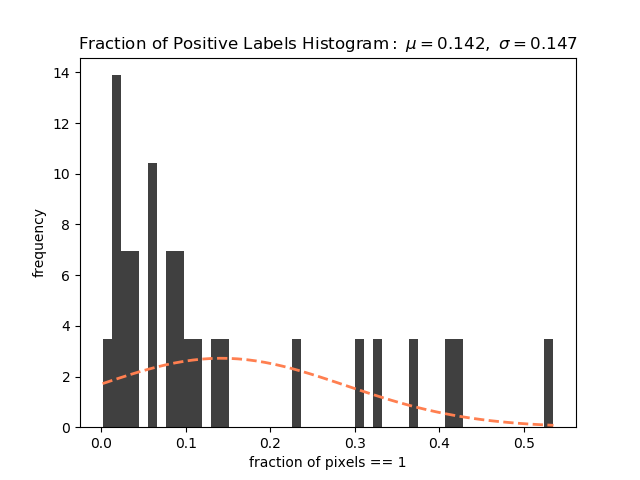 Fraction of Positive Labels Histogram: μ = 0.142, σ = 0.147
14
12
10
8
6
4
2
0
frequency
0.0 0.1 0.2 0.3 0.4 0.5
fraction of pixels == 1